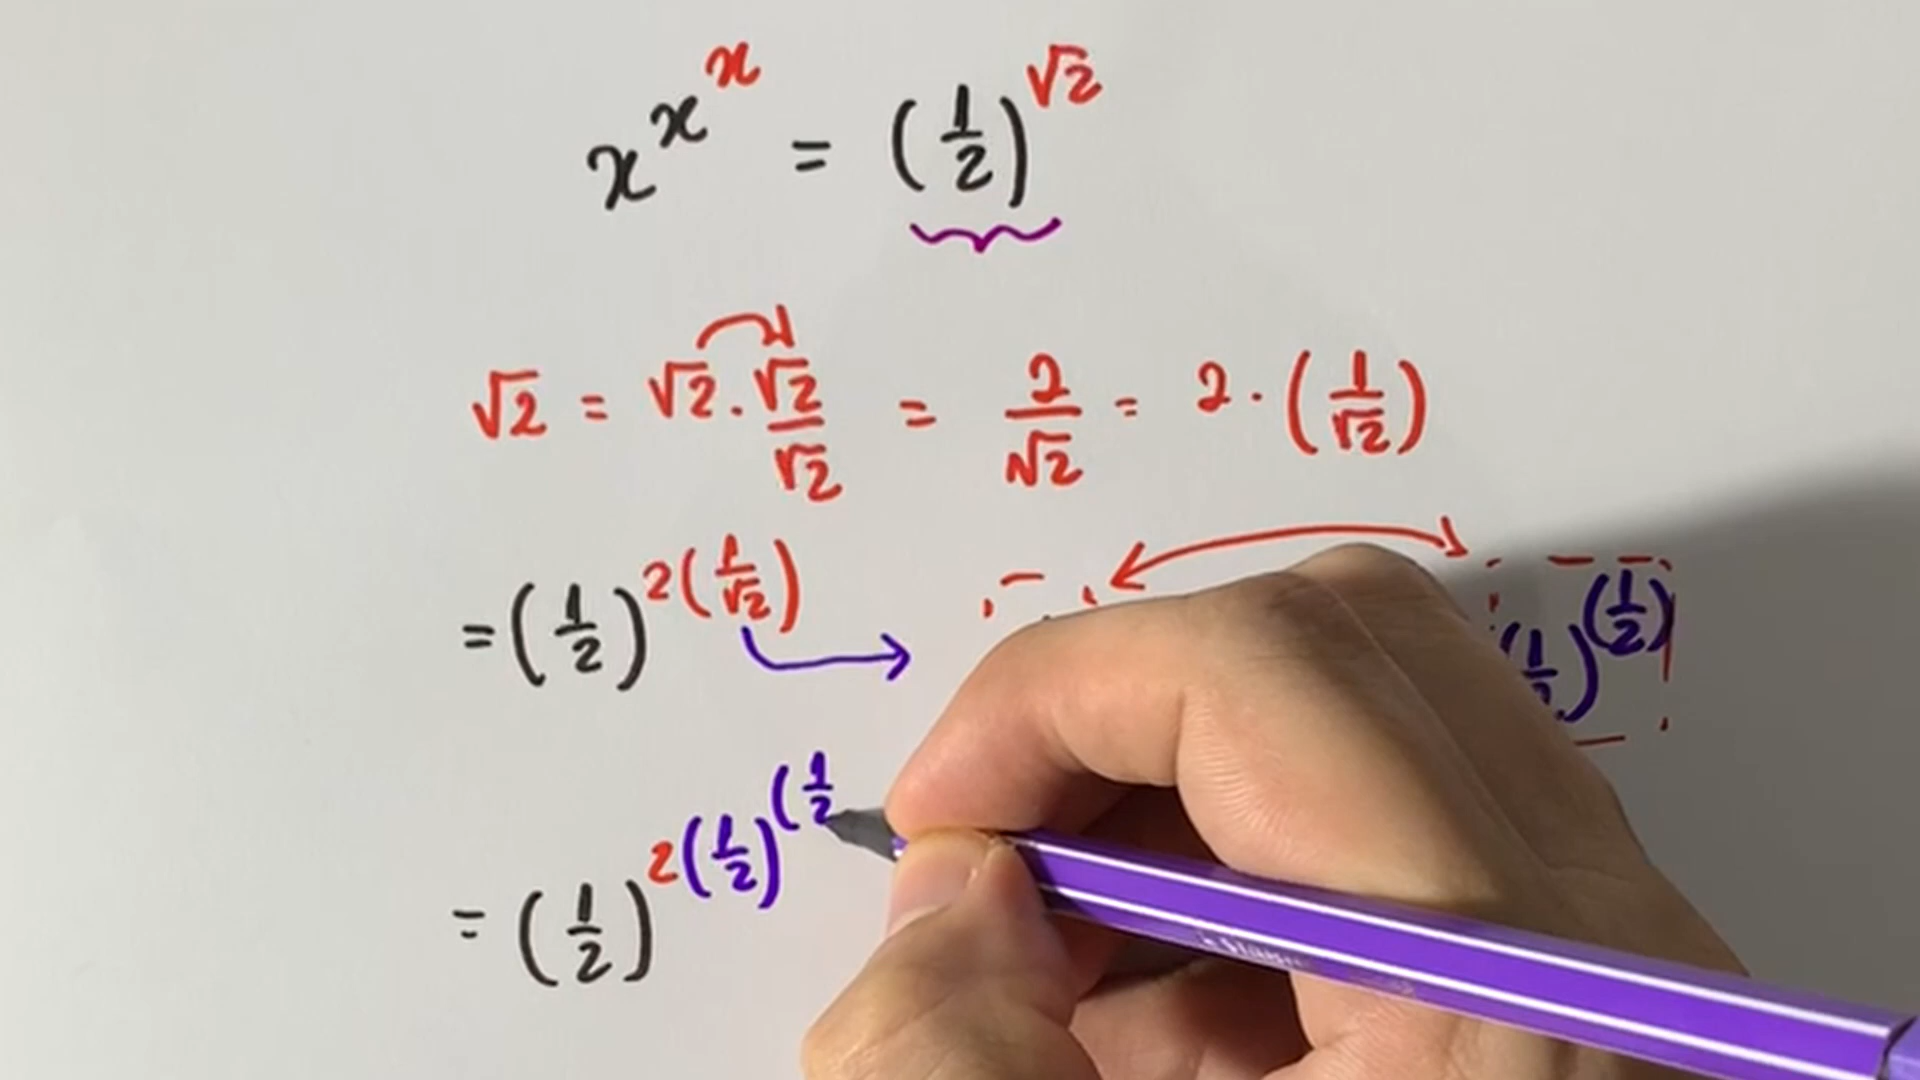 x^x^x = (1/2)^√2
√2 = √2 · √2/√2 = 2/√2 = 2 · (1/√2)
= (1/2)^2(1/√2) → (1/2)^(1/2)
= (1/2)^2(1/2)^(1/2